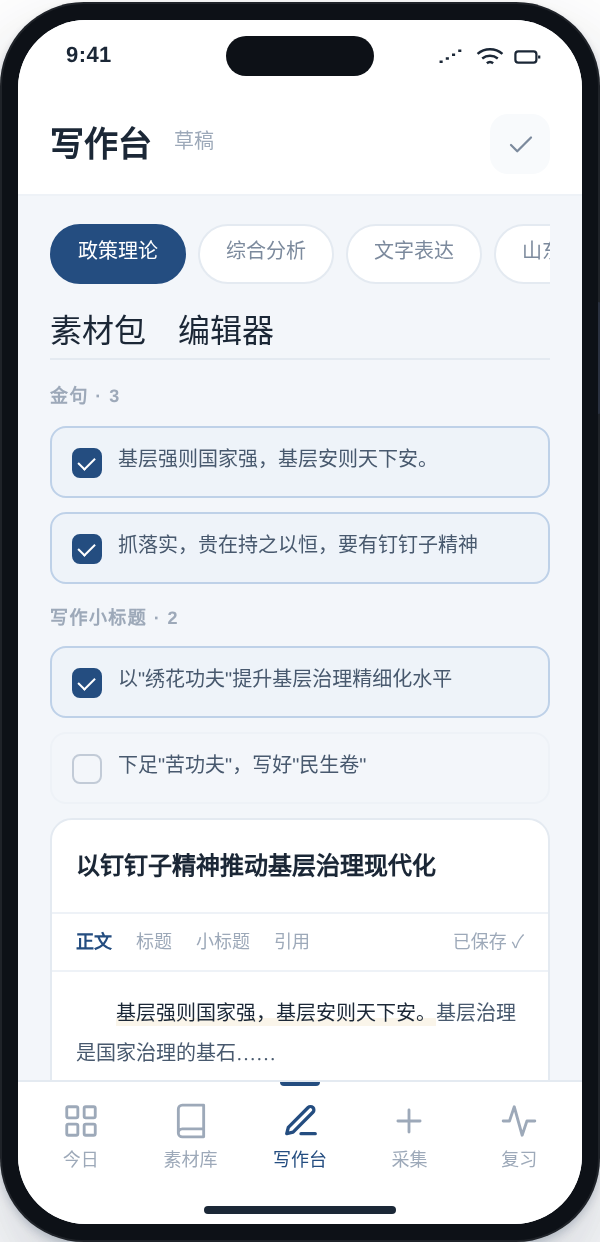 9:41
写作台 草稿
政策理论 综合分析 文字表达 山东
素材包 编辑器
金句 · 3
基层强则国家强，基层安则天下安。
抓落实，贵在持之以恒，要有钉钉子精神
写作小标题 · 2
以"绣花功夫"提升基层治理精细化水平
下足"苦功夫"，写好"民生卷"
以钉钉子精神推动基层治理现代化
正文 标题 小标题 引用 已保存 ✓
基层强则国家强，基层安则天下安。基层治理
是国家治理的基石……
今日 素材库 写作台 采集 复习